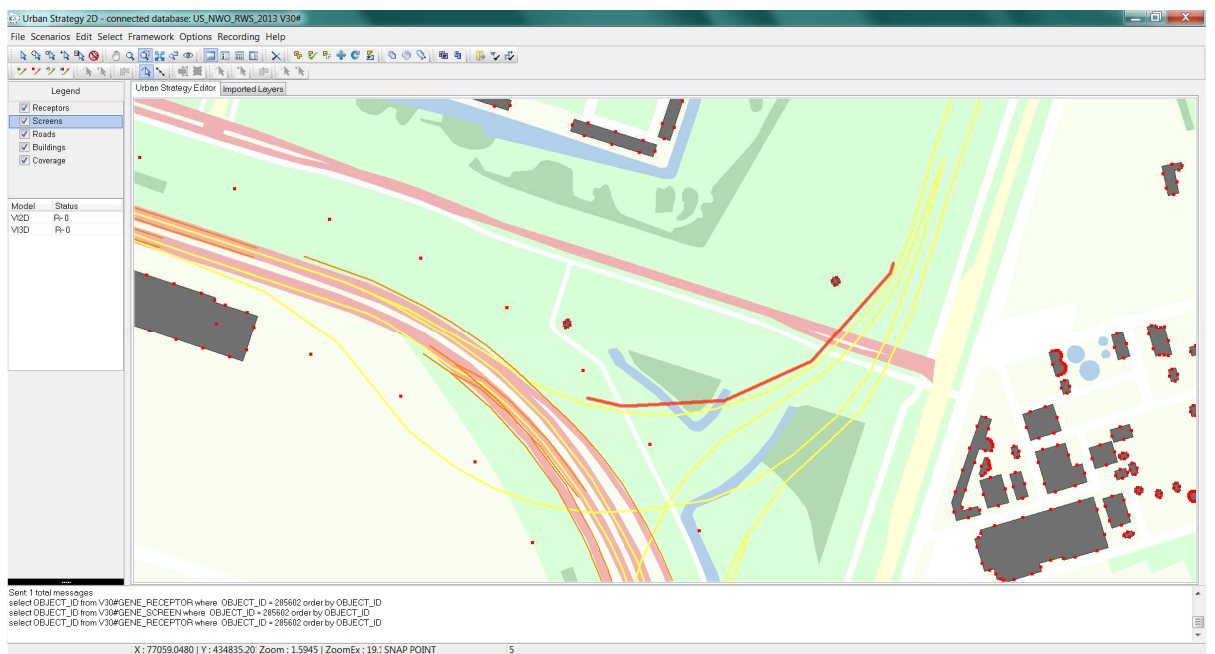 Urban Strategy 2D - connected database: US_NWO_RWS_2013 V30#
File Scenarios Edit Select Framework Options Recording Help
Legend
Urban Strategy Editor
Imported Layers
Receptors
Screens
Roads
Buildings
Coverage
Model Status
VI2D R- 0
VI3D R- 0
Sent 1 total messages
select OBJECT_ID from V30#GENE_RECEPTOR where OBJECT_ID = 285602 order by OBJECT_ID
select OBJECT_ID from V30#GENE_SCREEN where OBJECT_ID = 285602 order by OBJECT_ID
select OBJECT_ID from V30#GENE_RECEPTOR where OBJECT_ID = 285602 order by OBJECT_ID
X : 77059.0480 | Y : 434835.20 Zoom : 1.5945 | ZoomEx : 19.1 SNAP POINT 5